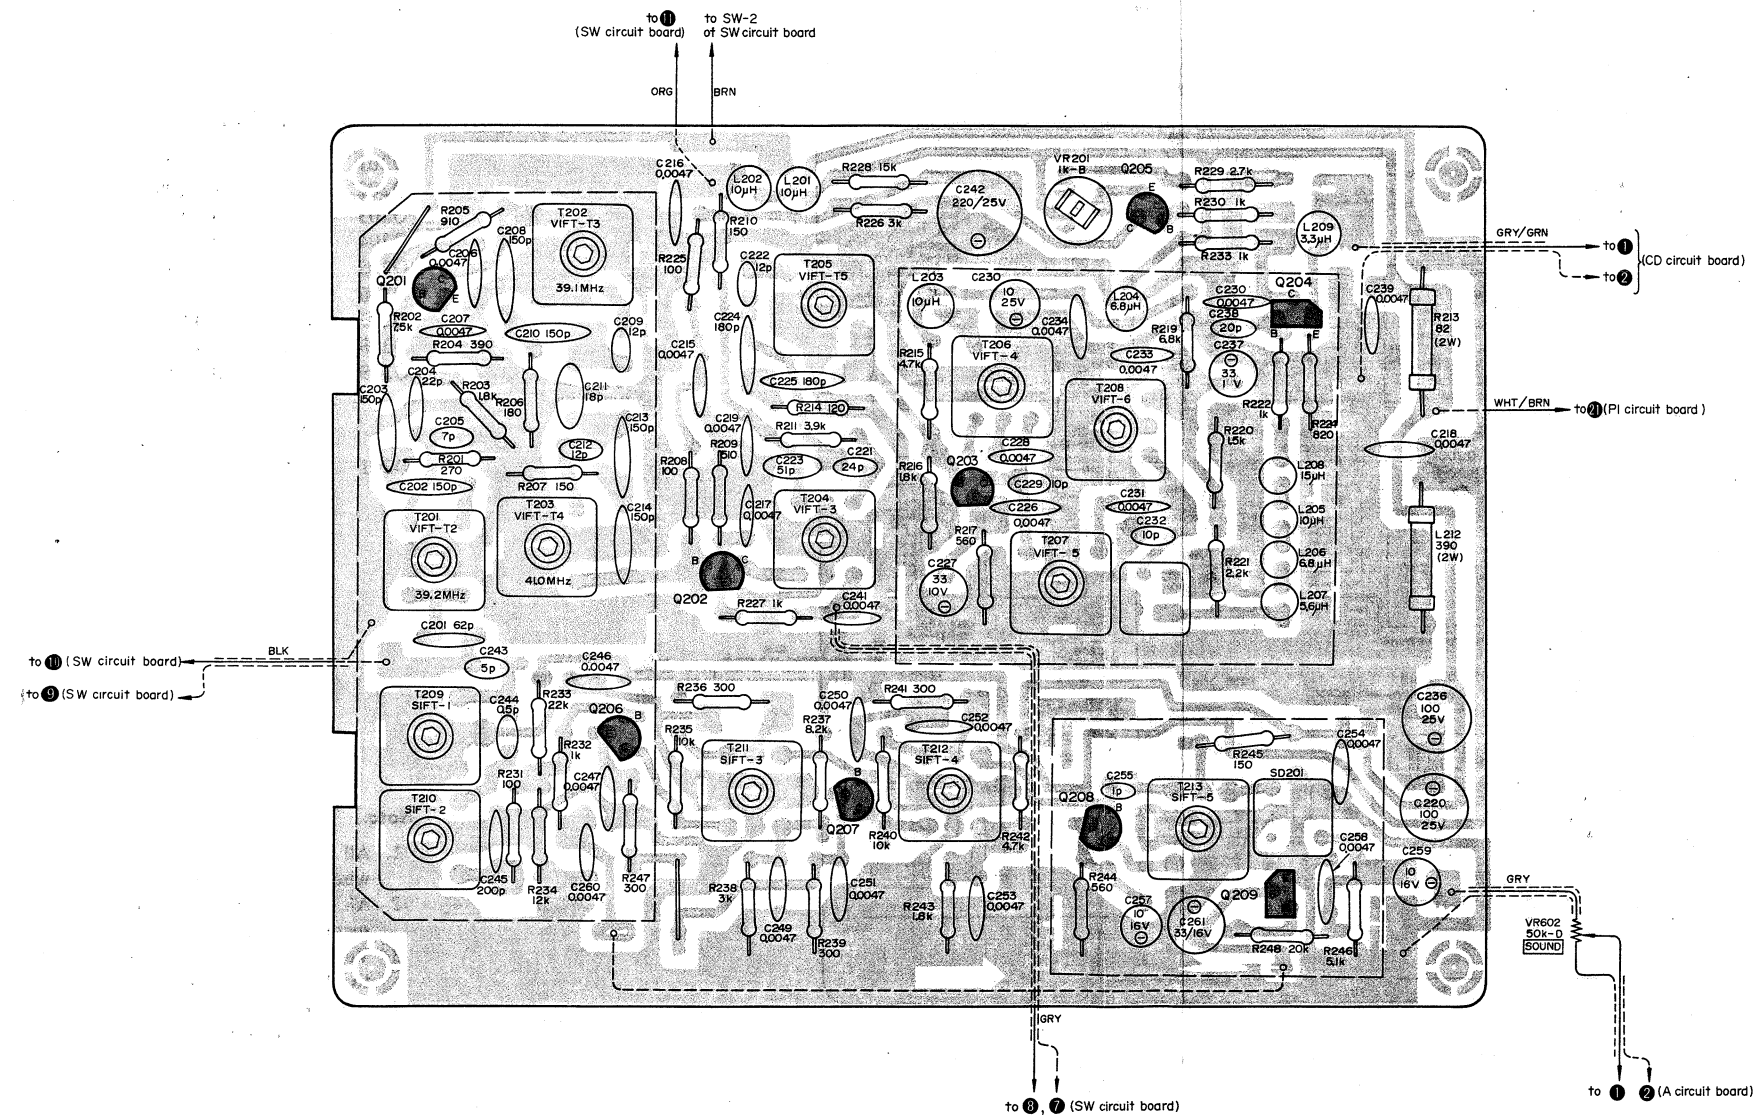 to 11
(SW circuit board)
to SW-2
of SW circuit board
ORG
BRN
C216
0.0047
L202
10μH
L201
10μH
R228 15k
R226 3k
C242
220/25V
VR201
1k-B
Q205
E
C
B
R229 2.7k
R230 1k
R233 1k
L209
3.3μH
GRY/GRN
to 1
to 2
(CD circuit board)
R205
910
C208
150p
T202
VIFT-T3
39.1MHz
C206
0.0047
Q201
B
E
R202
7.5k
C207
0.0047
C210 150p
C209
12p
R204 390
C204
22p
R203
1.8k
C203
150p
R206
180
C211
18p
C213
150p
C205
7p
C212
12p
R201
270
R207 150
C202 150p
T201
VIFT-T2
39.2MHz
T203
VIFT-T4
41.0MHz
C214
150p
R210
150
R225
100
C222
12p
T205
VIFT-T5
C224
180p
C215
0.0047
C225 180p
R214 120
C219
0.0047
R211 3.9k
R208
100
R209
510
C223
51p
C221
24p
C217
0.0047
T204
VIFT-3
B
C
Q202
R227 1k
C241
0.0047
L203
10μH
C230
10
25V
C234
0.0047
L204
6.8μH
R219
6.8k
C230
0.0047
C238
20p
Q204
C
B
E
C239
0.0047
R213
82
(2W)
R215
4.7k
T206
VIFT-4
C233
0.0047
C237
33
1 V
T208
VIFT-6
R222
1k
R224
820
WHT/BRN
to 21 (PI circuit board)
R220
1.5k
C218
0.0047
C228
0.0047
Q203
R216
1.8k
C229 10p
C226
0.0047
C231
0.0047
C232
10p
L208
15μH
L205
10μH
L206
6.8μH
L207
5.6μH
R217
560
T207
VIFT-5
C227
33
10V
R221
2.2k
L212
390
(2W)
C201 62p
BLK
to 10 (SW circuit board)
to 9 (SW circuit board)
C243
5p
C246
0.0047
T209
SIFT-1
C244
0.5p
R233
22k
Q206
B
R236 300
C250
0.0047
R241 300
C252
0.0047
R237
8.2k
R235
10k
R232
1k
T211
SIFT-3
T212
SIFT-4
C247
0.0047
R231
100
T210
SIFT-2
B
Q207
R240
10k
R242
4.7k
C245
200p
R234
12k
C260
0.0047
R247
300
R238
3k
C249
0.0047
R239
300
C251
0.0047
R243
1.8k
C253
0.0047
R245
150
C254
0.0047
C236
100
25V
C255
1p
Q208
B
T213
SIFT-5
SD201
C220
100
25V
C258
0.0047
C259
10
16V
R244
560
C257
10
16V
C261
33/16V
Q209
R248 20k
R246
5.1k
GRY
VR602
50k-D
SOUND
GRY
to 8, 7 (SW circuit board)
to 1 2 (A circuit board)